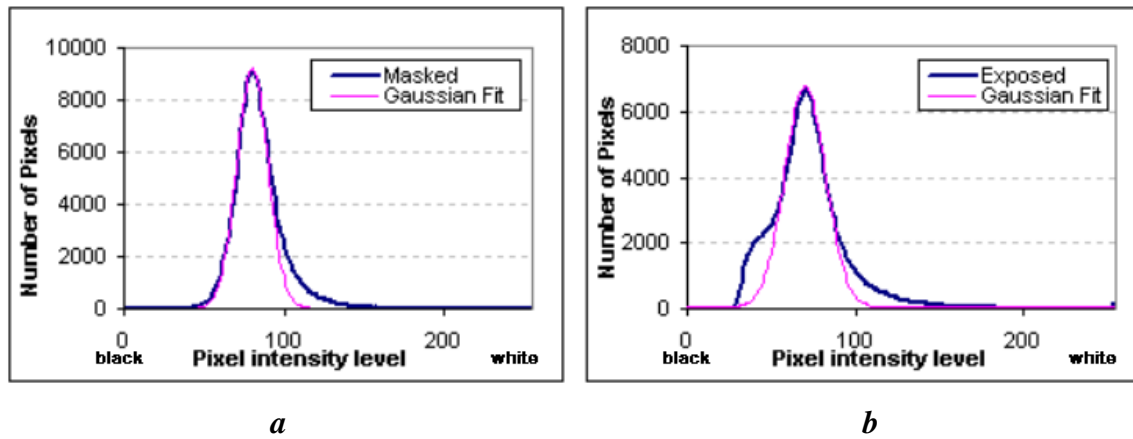 10000
8000
6000
4000
2000
0
Number of Pixels
Masked
Gaussian Fit
0 100 200
black Pixel intensity level white
a
8000
6000
4000
2000
0
Number of Pixels
Exposed
Gaussian Fit
0 100 200
black Pixel intensity level white
b